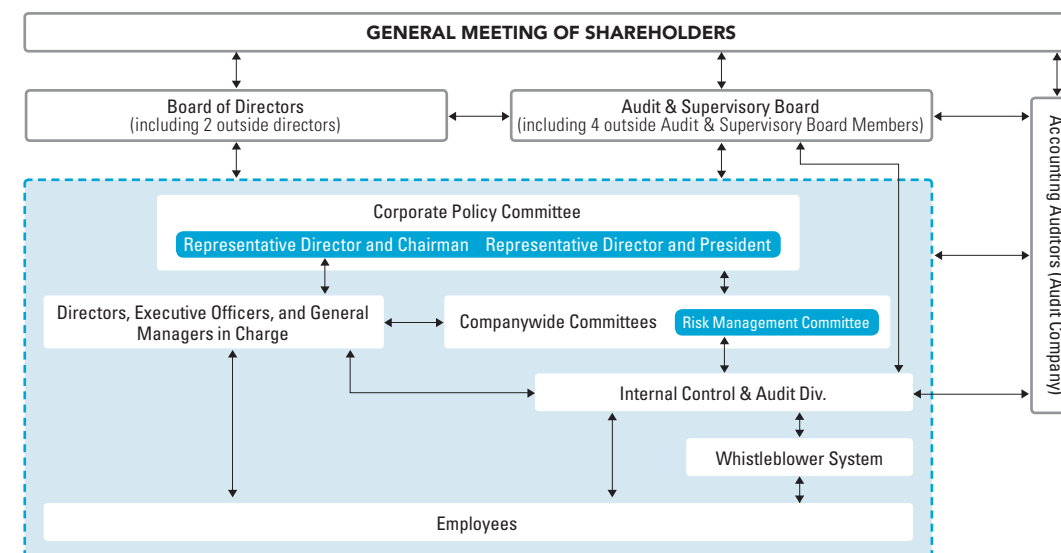 GENERAL MEETING OF SHAREHOLDERS
Board of Directors
(including 2 outside directors)
Audit & Supervisory Board
(including 4 outside Audit & Supervisory Board Members)
Accounting Auditors (Audit Company)
Corporate Policy Committee
Representative Director and Chairman
Representative Director and President
Directors, Executive Officers, and General
Managers in Charge
Companywide Committees
Risk Management Committee
Internal Control & Audit Div.
Whistleblower System
Employees